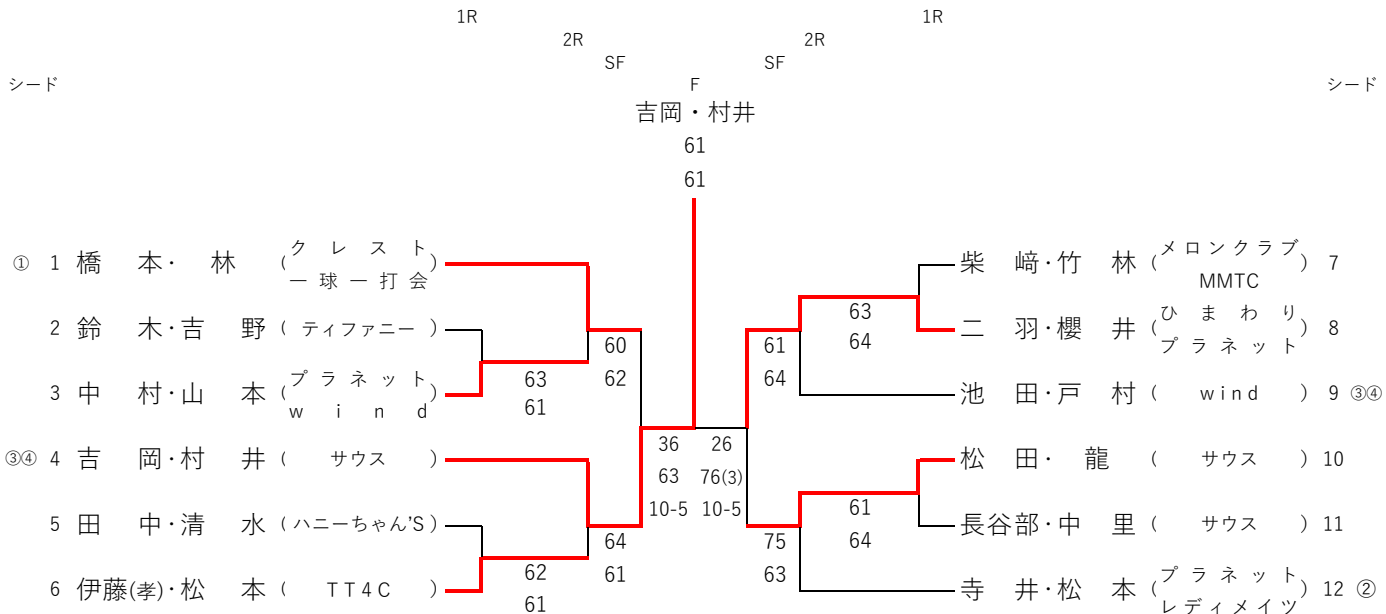 1R 1R
2R 2R
SF SF
シード F シード
吉岡・村井
61
61
① 1 橋本・林 (クレスト 一球一打会)
2 鈴木・吉野 (ティファニー)
3 中村・山本 (プラネット wind)
63
61
60
62
③④ 4 吉岡・村井 (サウス)
5 田中・清水 (ハニーちゃん'S)
6 伊藤(孝)・松本 (TT4C)
62
61
64
61
36
63
10-5
26
76(3)
10-5
柴﨑・竹林 (メロンクラブ MMTC) 7
二羽・櫻井 (ひまわり プラネット) 8
63
64
池田・戸村 (wind) 9 ③④
61
64
松田・龍 (サウス) 10
長谷部・中里 (サウス) 11
61
64
寺井・松本 (プラネット レディメイツ) 12 ②
75
63